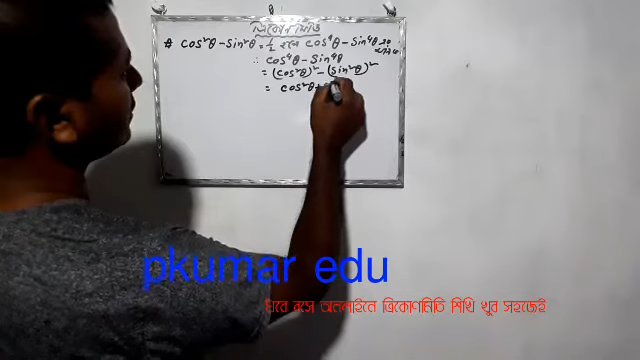 ত্রিকোণমিতি
# cos²θ - sin²θ = 1/2 হলে cos⁴θ - sin⁴θ এর
∴ cos⁴θ - sin⁴θ
= (cos²θ)² - (sin²θ)²
= cos²θ +
pkumar edu
ঘরে বসে অনলাইনে ত্রিকোণমিতি শিখি খুব সহজেই